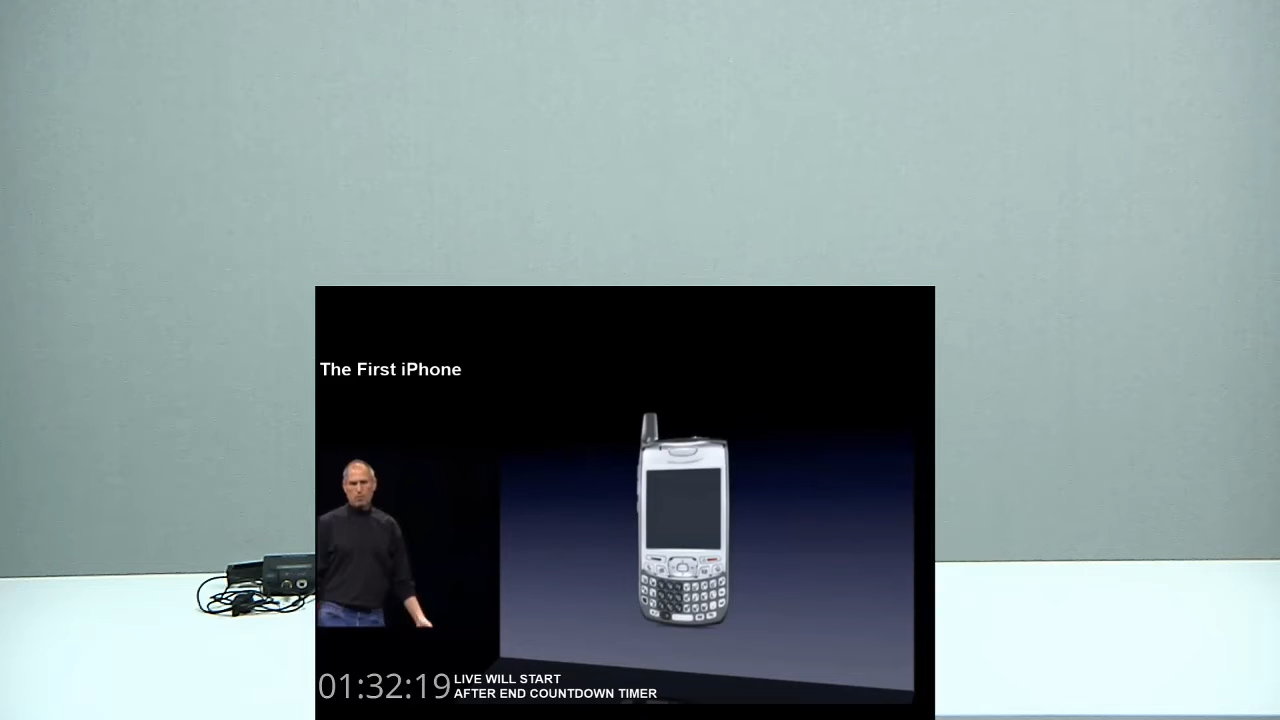 The First iPhone
01:32:19
LIVE WILL START
AFTER END COUNTDOWN TIMER